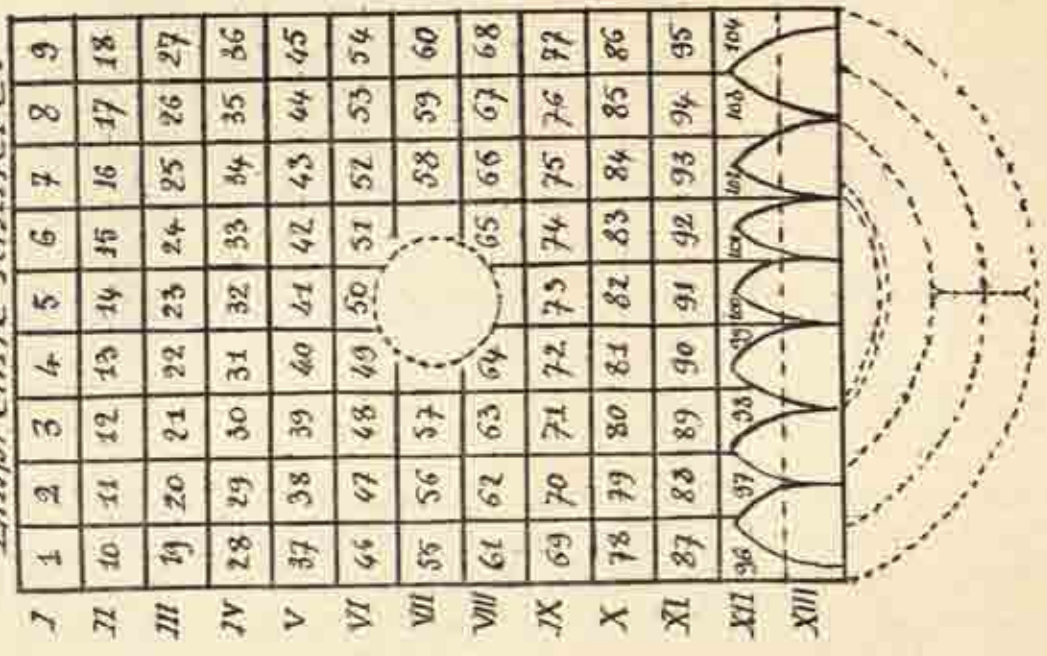 I 1 2 3 4 5 6 7 8 9
II 10 11 12 13 14 15 16 17 18
III 19 20 21 22 23 24 25 26 27
IV 28 29 30 31 32 33 34 35 36
V 37 38 39 40 41 42 43 44 45
VI 46 47 48 49 50 51 52 53 54
VII 55 56 57 58 59 60
VIII 61 62 63 64 65 66 67 68
IX 69 70 71 72 73 74 75 76 77
X 78 79 80 81 82 83 84 85 86
XI 87 88 89 90 91 92 93 94 95
XII 96 97 98 99 100 101 102 103 104
XIII